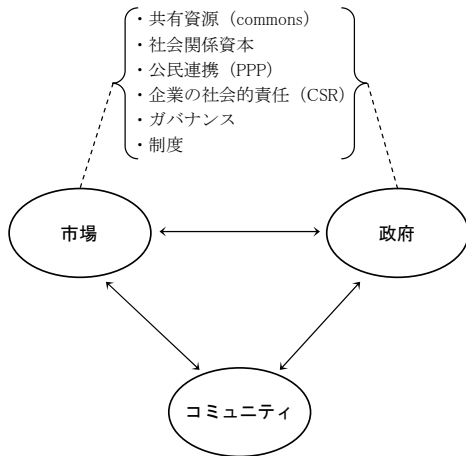 ・共有資源（commons）
・社会関係資本
・公民連携（PPP）
・企業の社会的責任（CSR）
・ガバナンス
・制度
市場
政府
コミュニティ